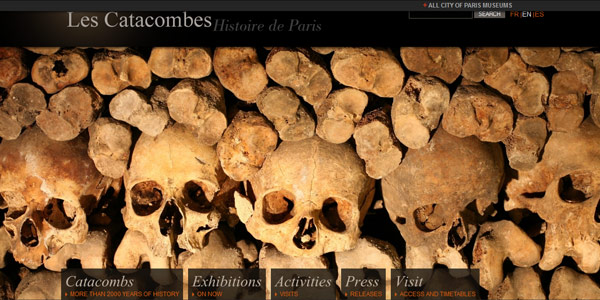 ALL CITY OF PARIS MUSEUMS
Les Catacombes Histoire de Paris
SEARCH FR | EN | ES
Catacombs Exhibitions Activities Press Visit
MORE THAN 2000 YEARS OF HISTORY ON NOW VISITS RELEASES ACCESS AND TIMETABLES